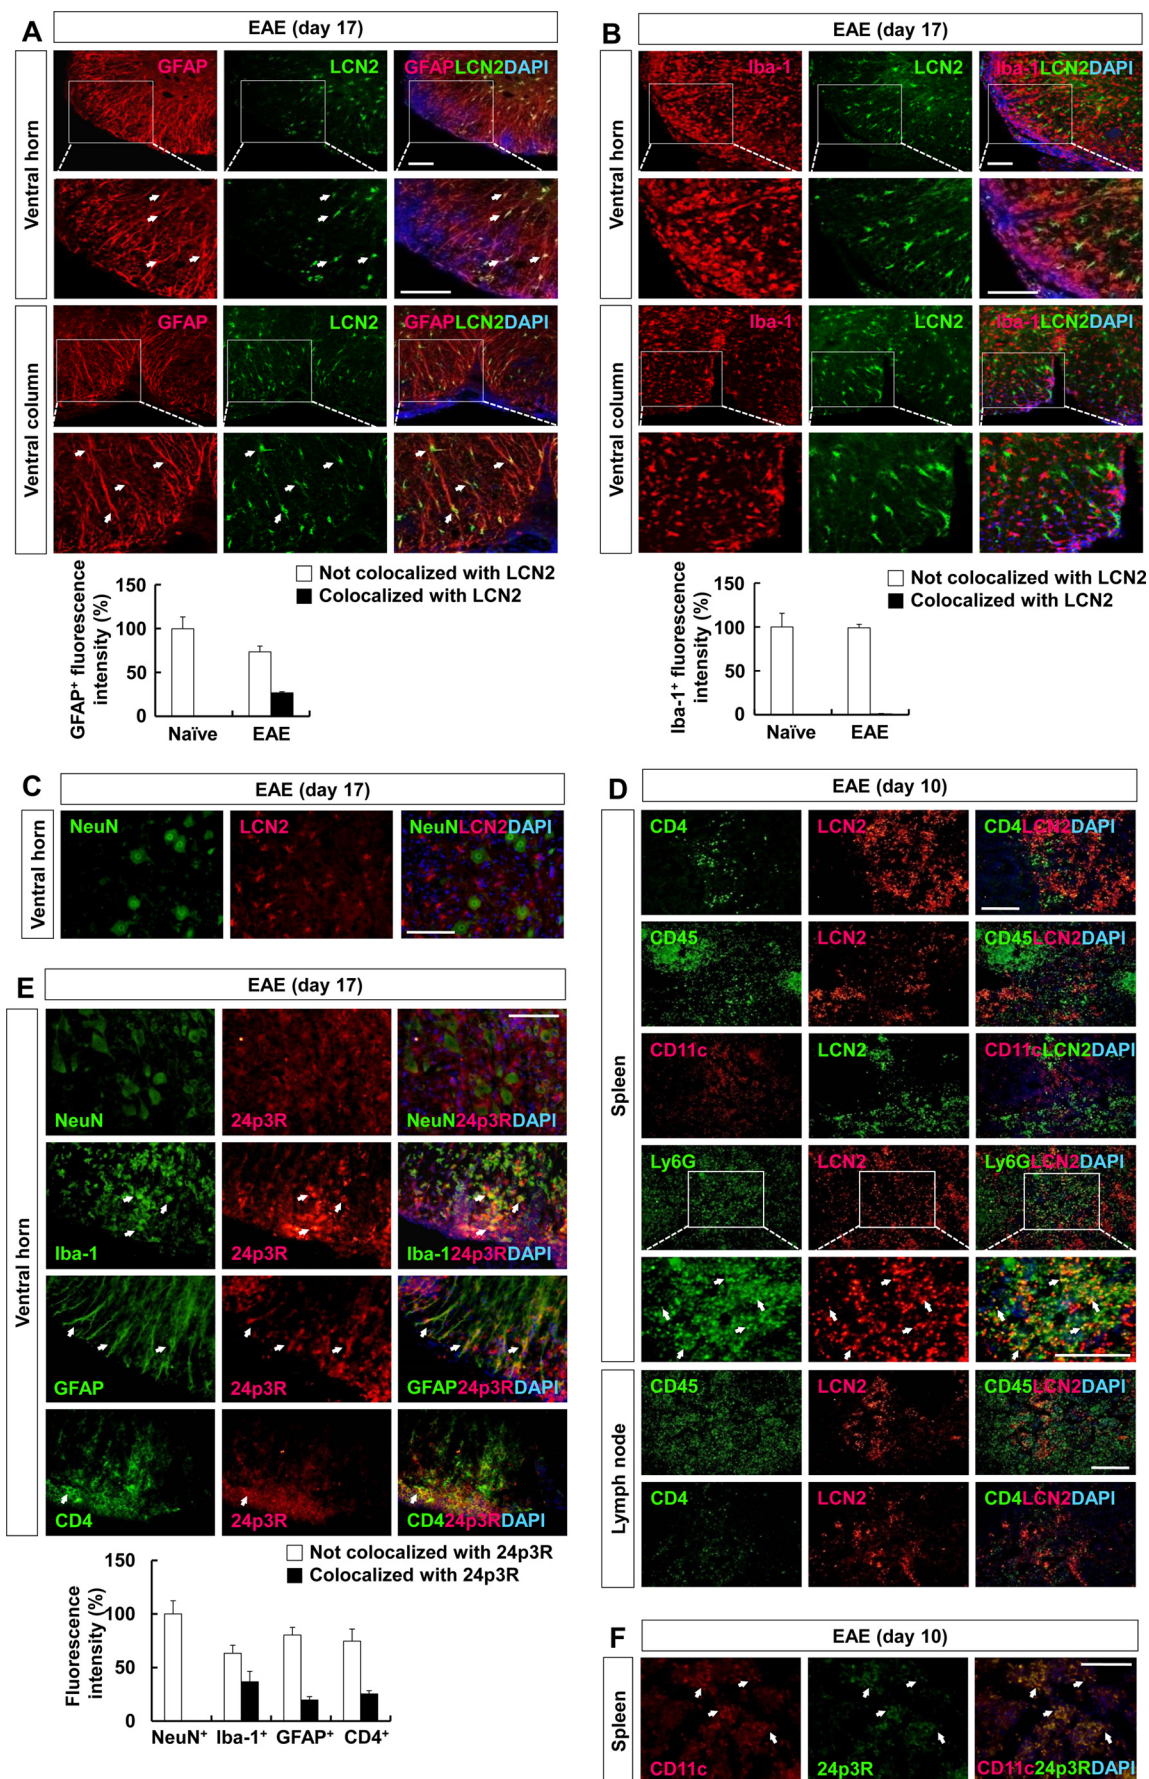 A
EAE (day 17)
Ventral horn
GFAP
LCN2
GFAPLCN2DAPI
Ventral column
GFAP
LCN2
GFAPLCN2DAPI
GFAP⁺ fluorescence
intensity (%)
150
100
50
0
Not colocalized with LCN2
Colocalized with LCN2
Naïve
EAE
B
EAE (day 17)
Ventral horn
Iba-1
LCN2
Iba-1LCN2DAPI
Ventral column
Iba-1
LCN2
Iba-1LCN2DAPI
Iba-1⁺ fluorescence
intensity (%)
150
100
50
0
Not colocalized with LCN2
Colocalized with LCN2
Naïve
EAE
C
EAE (day 17)
Ventral horn
NeuN
LCN2
NeuNLCN2DAPI
D
EAE (day 10)
Spleen
CD4
LCN2
CD4LCN2DAPI
CD45
LCN2
CD45LCN2DAPI
CD11c
LCN2
CD11cLCN2DAPI
Ly6G
LCN2
Ly6GLCN2DAPI
Lymph node
CD45
LCN2
CD45LCN2DAPI
CD4
LCN2
CD4LCN2DAPI
E
EAE (day 17)
Ventral horn
NeuN
24p3R
NeuN24p3RDAPI
Iba-1
24p3R
Iba-124p3RDAPI
GFAP
24p3R
GFAP24p3RDAPI
CD4
24p3R
CD424p3RDAPI
Fluorescence
intensity (%)
150
100
50
0
Not colocalized with 24p3R
Colocalized with 24p3R
NeuN⁺
Iba-1⁺
GFAP⁺
CD4⁺
F
EAE (day 10)
Spleen
CD11c
24p3R
CD11c24p3RDAPI